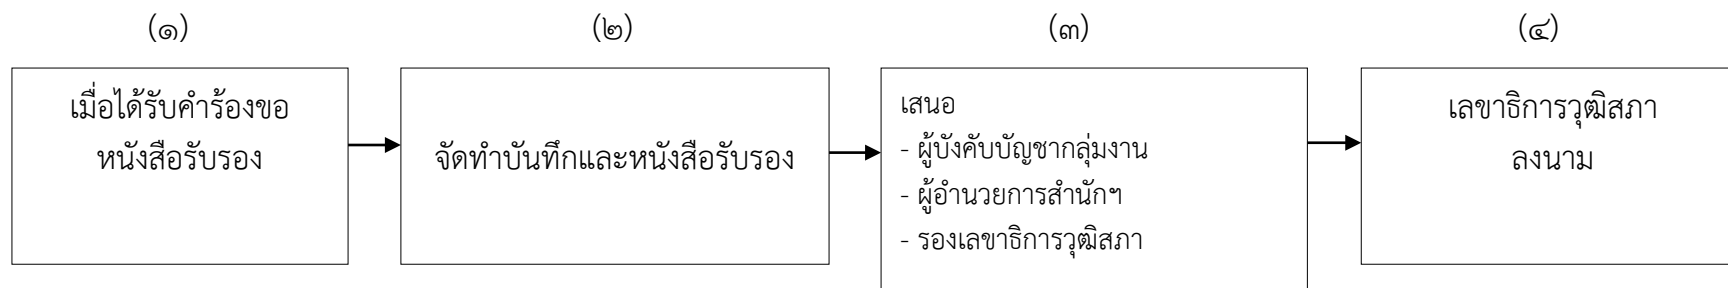 (๑)
(๒)
(๓)
(๔)
เมื่อได้รับคำร้องขอ
หนังสือรับรอง
จัดทำบันทึกและหนังสือรับรอง
เสนอ
- ผู้บังคับบัญชากลุ่มงาน
- ผู้อำนวยการสำนักฯ
- รองเลขาธิการวุฒิสภา
เลขาธิการวุฒิสภา
ลงนาม